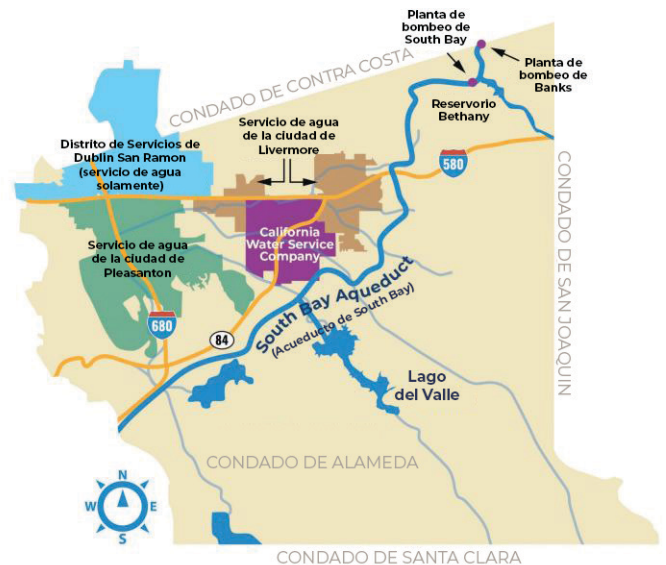 Planta de
bombeo de
South Bay
Planta de
bombeo de
Banks
CONDADO DE CONTRA COSTA
Reservorio
Bethany
Servicio de agua
de la ciudad de
Livermore
Distrito de Servicios de
Dublin San Ramon
(servicio de agua
solamente)
580
CONDADO DE SAN JOAQUIN
California
Water Service
Company
Servicio de agua
de la ciudad de
Pleasanton
South Bay Aqueduct
(Acueducto de South Bay)
680
84
Lago
del Valle
CONDADO DE ALAMEDA
N
W
E
S
CONDADO DE SANTA CLARA